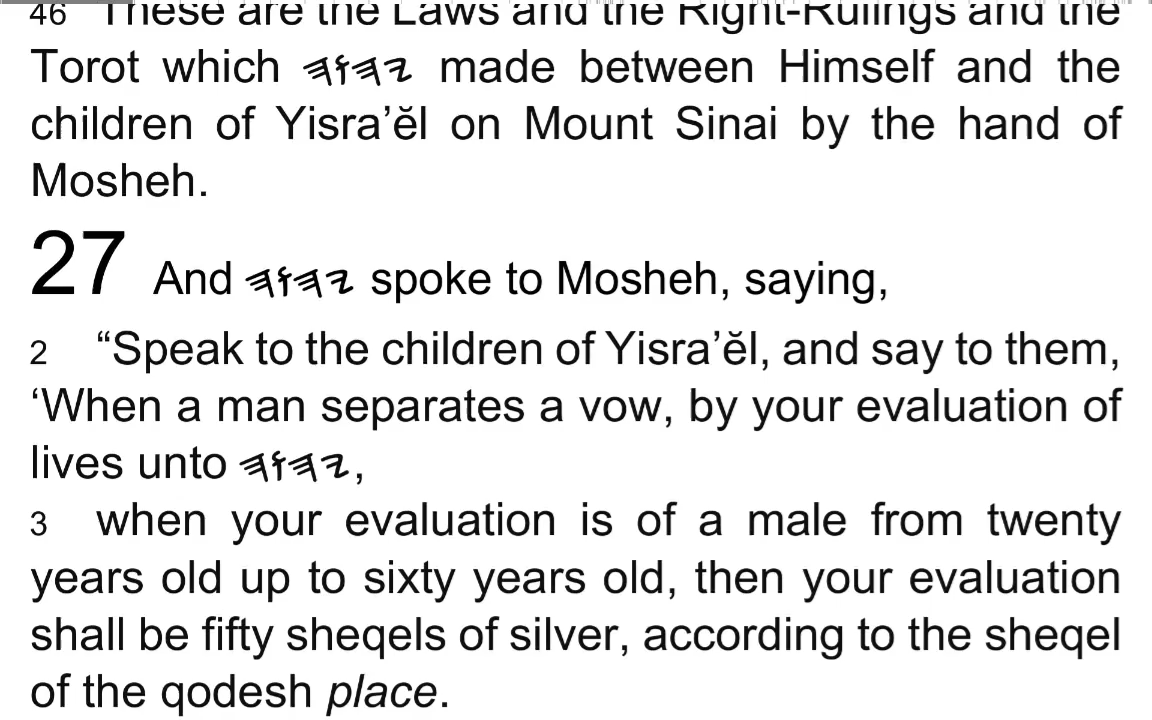 46 These are the Laws and the Right-Rulings and the
Torot which 𐤉𐤄𐤅𐤄 made between Himself and the
children of Yisra’ĕl on Mount Sinai by the hand of
Mosheh.
27 And 𐤉𐤄𐤅𐤄 spoke to Mosheh, saying,
2 “Speak to the children of Yisra’ĕl, and say to them,
‘When a man separates a vow, by your evaluation of
lives unto 𐤉𐤄𐤅𐤄,
3 when your evaluation is of a male from twenty
years old up to sixty years old, then your evaluation
shall be fifty sheqels of silver, according to the sheqel
of the qodesh place.